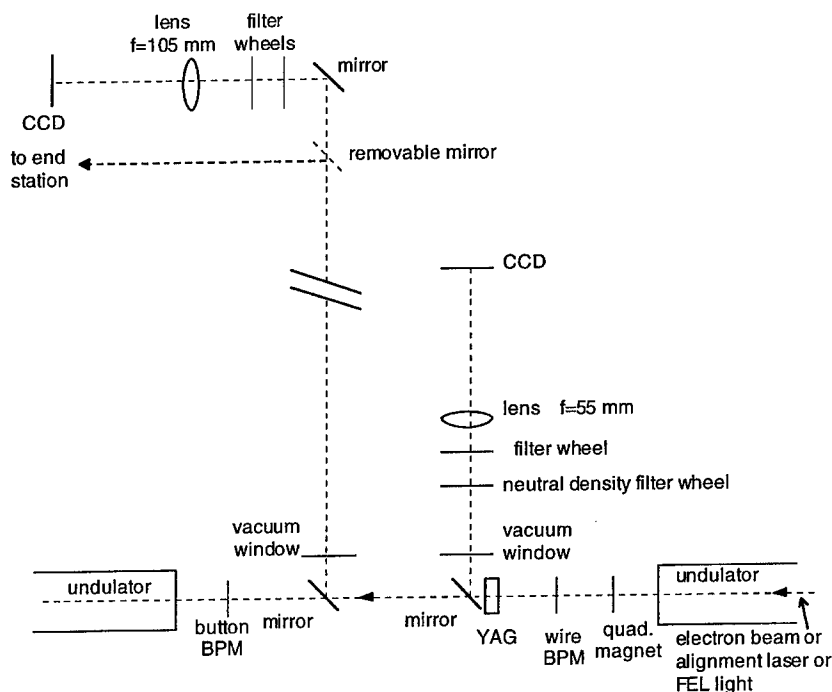 lens
f=105 mm
filter
wheels
mirror
CCD
to end
station
removable mirror
CCD
lens f=55 mm
filter wheel
neutral density filter wheel
vacuum
window
vacuum
window
undulator
button
BPM
mirror
mirror
YAG
wire
BPM
quad.
magnet
undulator
electron beam or
alignment laser or
FEL light